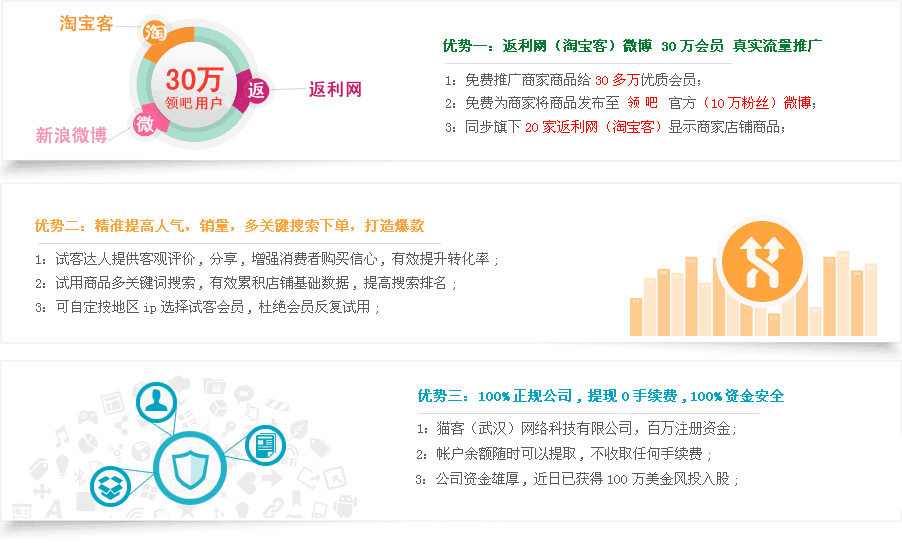 淘宝客
淘
30万
领吧用户
返
返利网
微
新浪微博
优势一：返利网（淘宝客）微博 30万会员 真实流量推广
1：免费推广商家商品给30多万优质会员；
2：免费为商家将商品发布至 领 吧 官方（10万粉丝）微博；
3：同步旗下20家返利网（淘宝客）显示商家店铺商品；
优势二：精准提高人气，销量，多关键搜索下单，打造爆款
1：试客达人提供客观评价，分享，增强消费者购买信心，有效提升转化率；
2：试用商品多关键词搜索，有效累积店铺基础数据，提高搜索排名；
3：可自定按地区ip选择试客会员，杜绝会员反复试用；
优势三：100%正规公司，提现0手续费，100%资金安全
1：猫客（武汉）网络科技有限公司，百万注册资金；
2：帐户余额随时可以提取，不收取任何手续费；
3：公司资金雄厚，近日已获得100万美金风投入股；